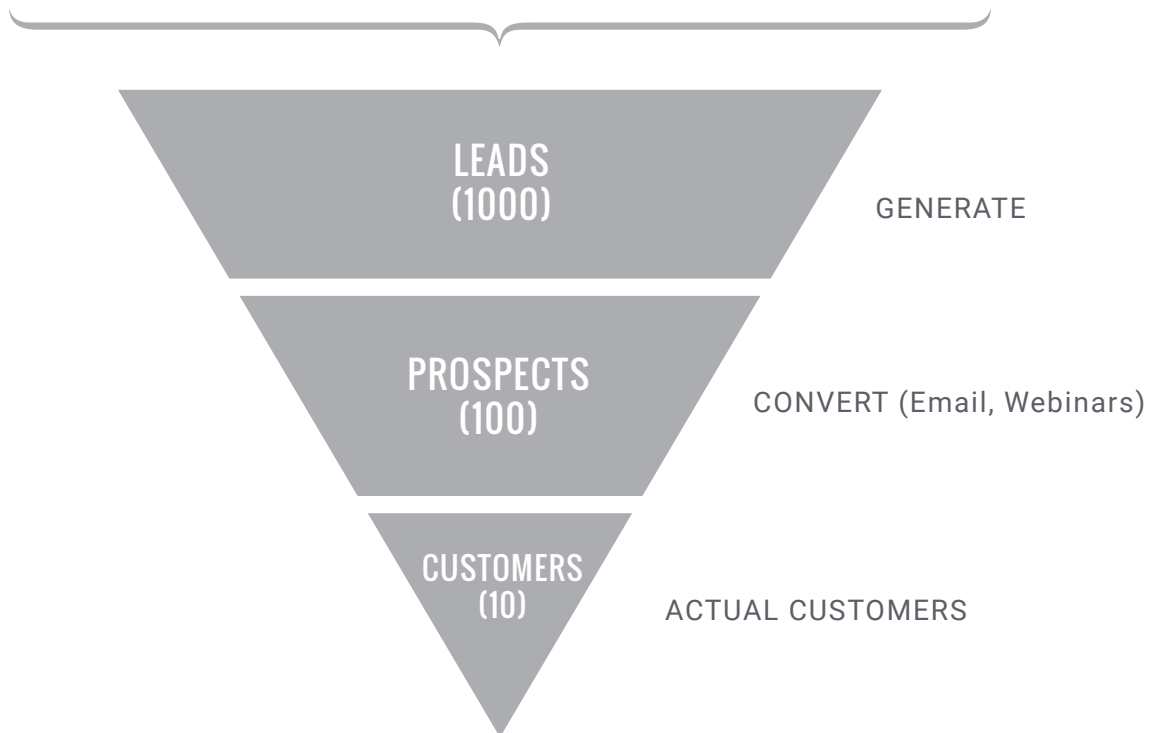 LEADS
(1000)
GENERATE
PROSPECTS
(100)
CONVERT (Email, Webinars)
CUSTOMERS
(10)
ACTUAL CUSTOMERS